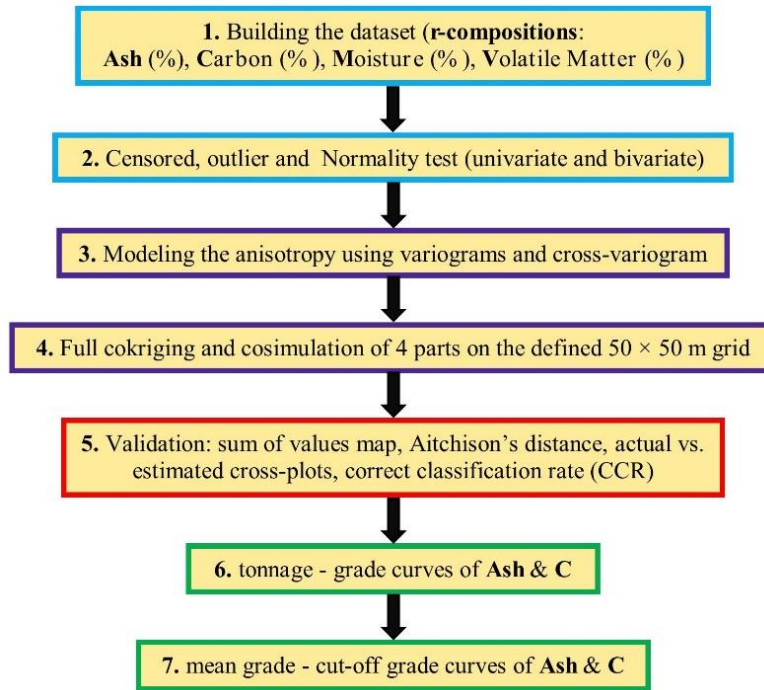 1. Building the dataset (r-compositions:
Ash (%), Carbon (%), Moisture (%), Volatile Matter (%)
2. Censored, outlier and Normality test (univariate and bivariate)
3. Modeling the anisotropy using variograms and cross-variogram
4. Full cokriging and cosimulation of 4 parts on the defined 50 × 50 m grid
5. Validation: sum of values map, Aitchison's distance, actual vs.
estimated cross-plots, correct classification rate (CCR)
6. tonnage - grade curves of Ash & C
7. mean grade - cut-off grade curves of Ash & C